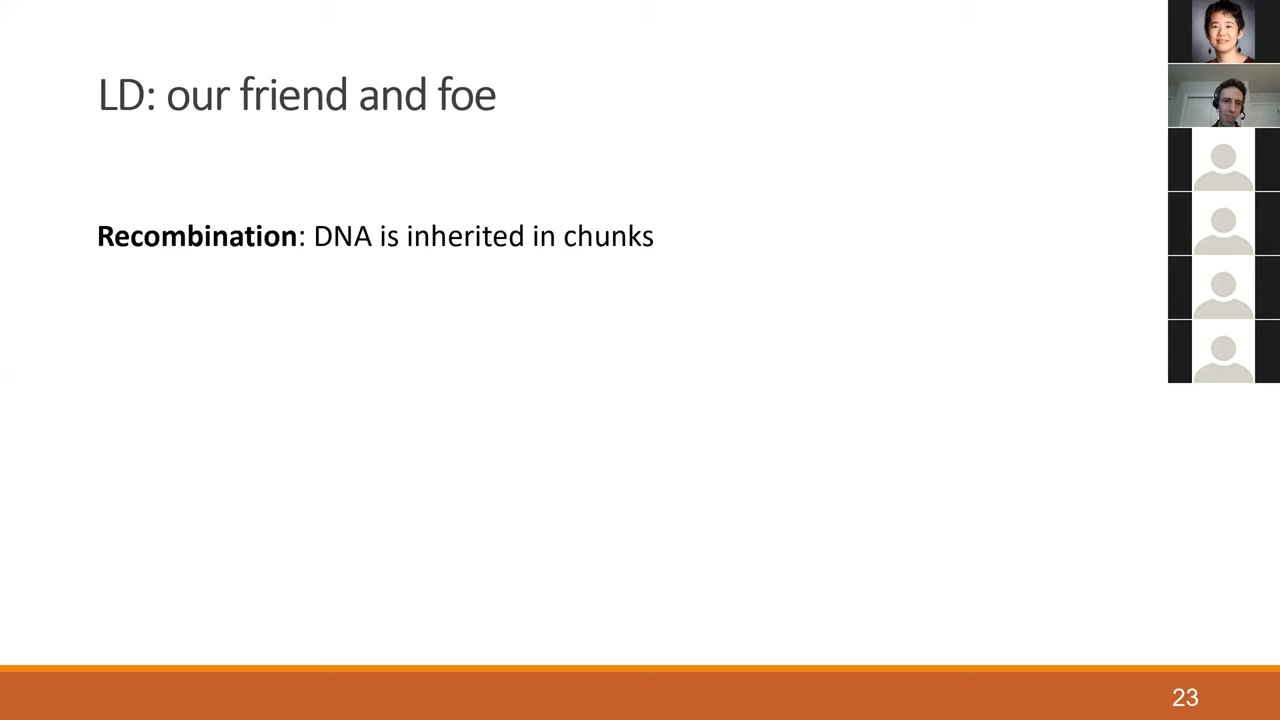 LD: our friend and foe
Recombination: DNA is inherited in chunks
23